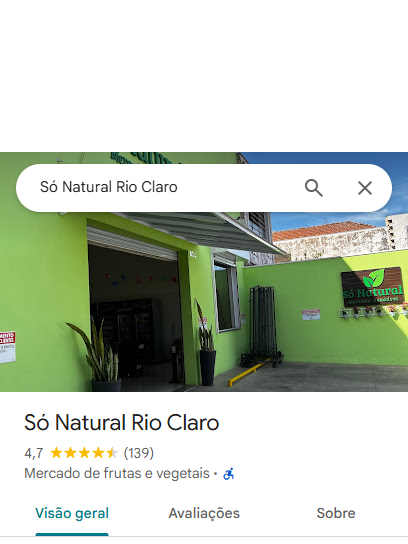 Só Natural Rio Claro
Só Natural
Só Natural Rio Claro
4,7 (139)
Mercado de frutas e vegetais ·
Visão geral
Avaliações
Sobre